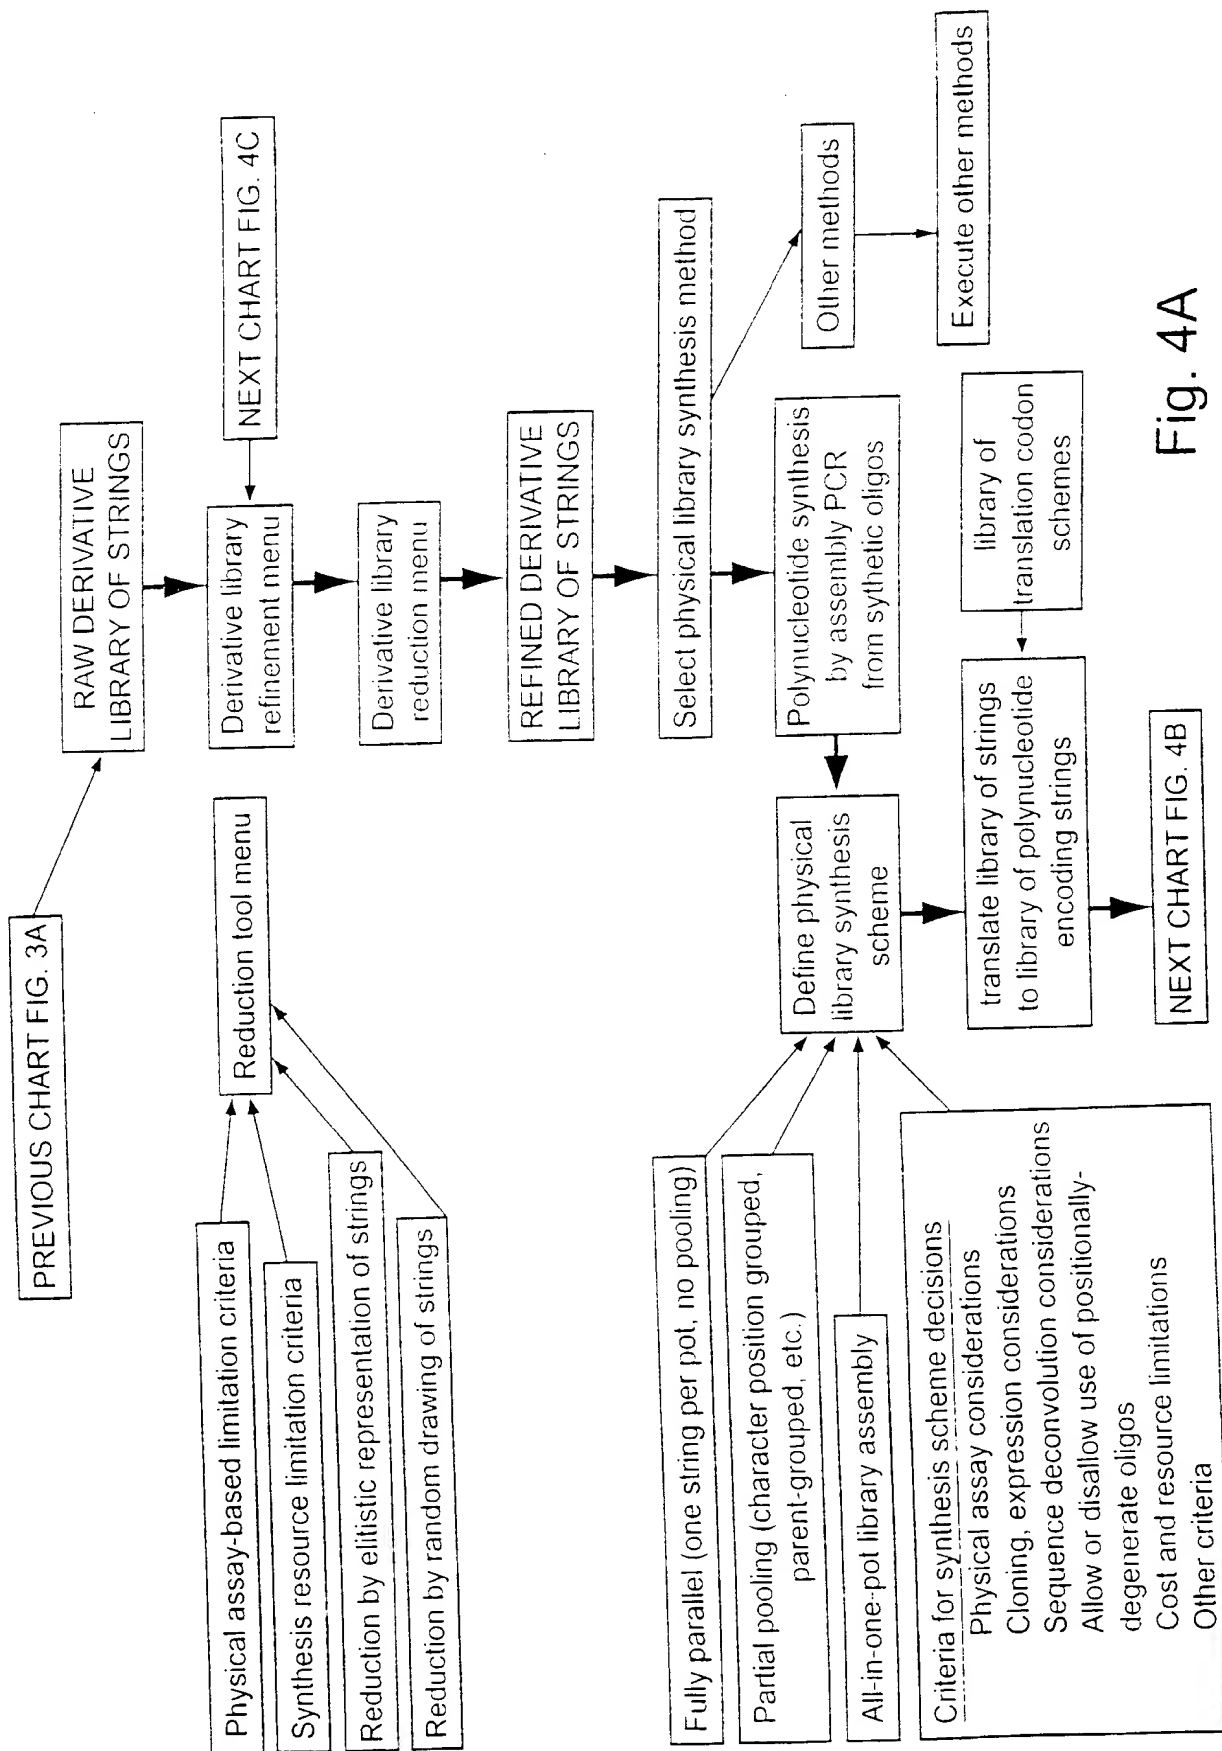 PREVIOUS CHART FIG. 3A
RAW DERIVATIVE
LIBRARY OF STRINGS
NEXT CHART FIG. 4C
Derivative library
refinement menu
Derivative library
reduction menu
REFINED DERIVATIVE
LIBRARY OF STRINGS
Physical assay-based limitation criteria
Synthesis resource limitation criteria
Reduction by elitistic representation of strings
Reduction by random drawing of strings
Reduction tool menu
Select physical library synthesis method
Other methods
Execute other methods
Polynucleotide synthesis
by assembly PCR
from sythetic oligos
Fully parallel (one string per pot, no pooling)
Partial pooling (character position grouped,
parent-grouped, etc.)
All-in-one-pot library assembly
Criteria for synthesis scheme decisions
Physical assay considerations
Cloning, expression considerations
Sequence deconvolution considerations
Allow or disallow use of positionally-
degenerate oligos
Cost and resource limitations
Other criteria
Define physical
library synthesis
scheme
library of
translation codon
schemes
translate library of strings
to library of polynucleotide
encoding strings
NEXT CHART FIG. 4B
Fig. 4A